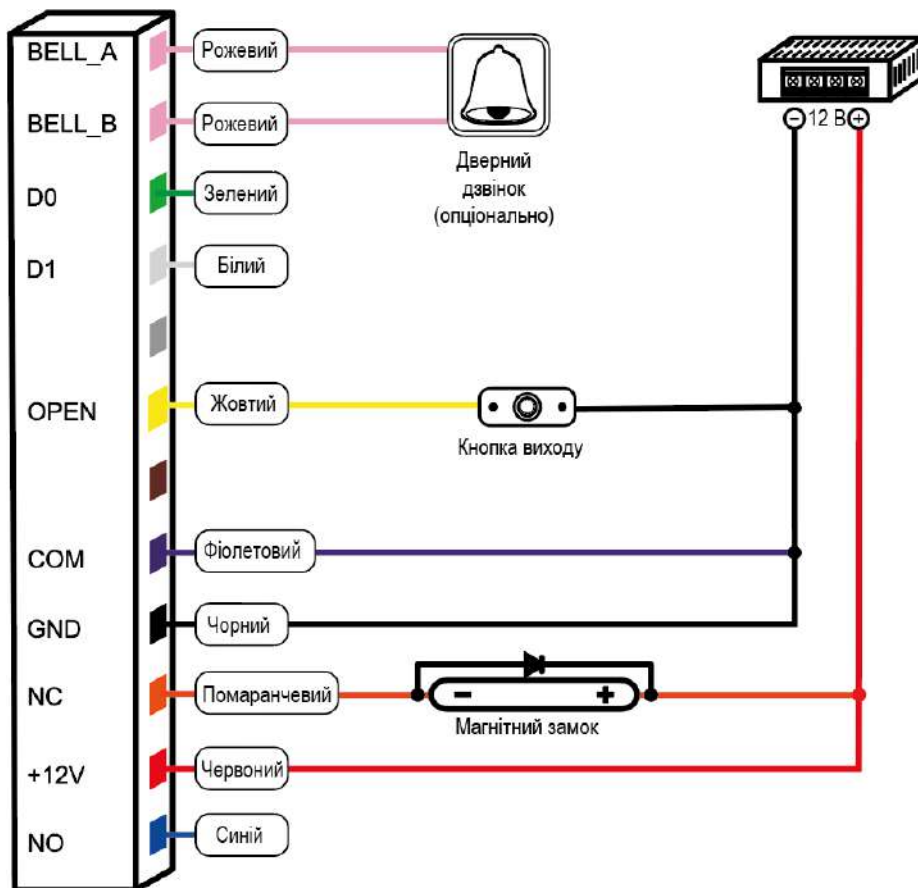 BELL_A
Рожевий
BELL_B
Рожевий
Дверний
дзвінок
(опціонально)
− 12 В +
D0
Зелений
D1
Білий
OPEN
Жовтий
Кнопка виходу
COM
Фіолетовий
GND
Чорний
NC
Помаранчевий
− +
Магнітний замок
+12V
Червоний
NO
Синій